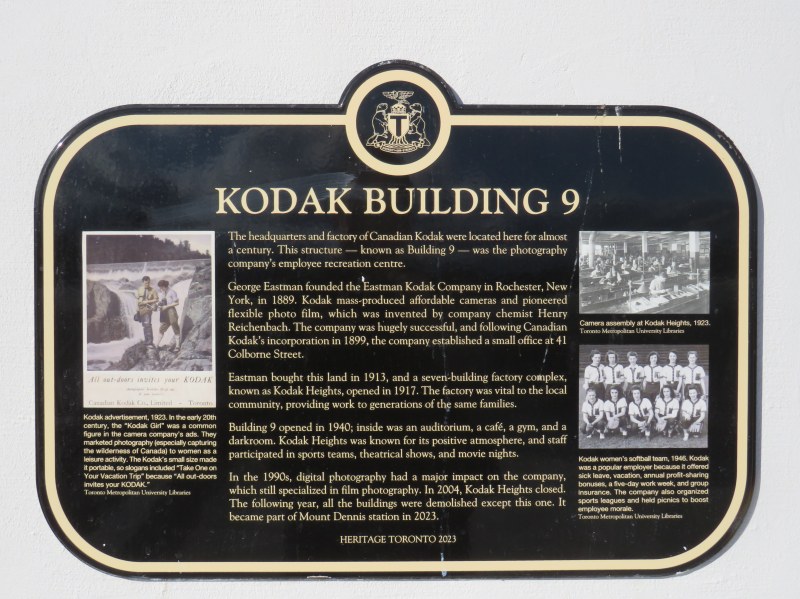 T
KODAK BUILDING 9
The headquarters and factory of Canadian Kodak were located here for almost
a century. This structure — known as Building 9 — was the photography
company's employee recreation centre.
George Eastman founded the Eastman Kodak Company in Rochester, New
York, in 1889. Kodak mass-produced affordable cameras and pioneered
flexible photo film, which was invented by company chemist Henry
Reichenbach. The company was hugely successful, and following Canadian
Kodak's incorporation in 1899, the company established a small office at 41
Colborne Street.
Eastman bought this land in 1913, and a seven-building factory complex,
known as Kodak Heights, opened in 1917. The factory was vital to the local
community, providing work to generations of the same families.
Building 9 opened in 1940; inside was an auditorium, a café, a gym, and a
darkroom. Kodak Heights was known for its positive atmosphere, and staff
participated in sports teams, theatrical shows, and movie nights.
In the 1990s, digital photography had a major impact on the company,
which still specialized in film photography. In 2004, Kodak Heights closed.
The following year, all the buildings were demolished except this one. It
became part of Mount Dennis station in 2023.
HERITAGE TORONTO 2023
All out-doors invites your KODAK
Canadian Kodak Co., Limited - Toronto
Kodak advertisement, 1923. In the early 20th
century, the "Kodak Girl" was a common
figure in the camera company's ads. They
marketed photography (especially capturing
the wilderness of Canada) to women as a
leisure activity. The Kodak's small size made
it portable, so slogans included "Take One on
Your Vacation Trip" because "All out-doors
invites your KODAK."
Toronto Metropolitan University Libraries
Camera assembly at Kodak Heights, 1923.
Toronto Metropolitan University Libraries
Kodak women's softball team, 1946. Kodak
was a popular employer because it offered
sick leave, vacation, annual profit-sharing
bonuses, a five-day work week, and group
insurance. The company also organized
sports leagues and held picnics to boost
employee morale.
Toronto Metropolitan University Libraries